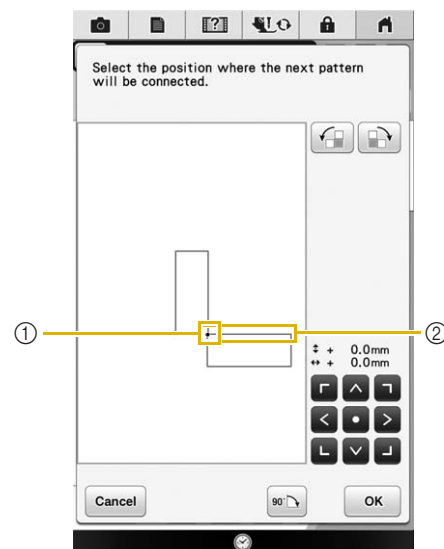 [?]
Select the position where the next pattern
will be connected.
①
②
+ 0.0mm
+ 0.0mm
Cancel
90°
OK